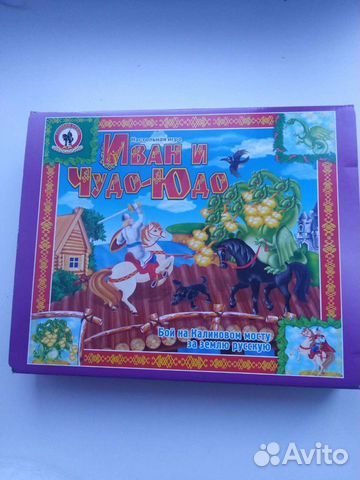 Настольная игра
Иван и
Чудо-Юдо
Бой на Калиновом мосту
за землю русскую
Avito